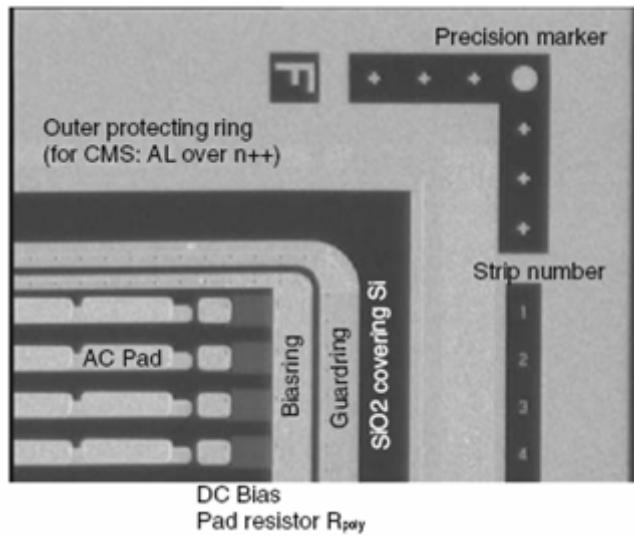 Precision marker
F
Outer protecting ring
(for CMS: AL over n++)
Strip number
1
2
3
4
AC Pad
Biasring
Guardring
SiO2 covering Si
DC Bias
Pad resistor Rpoly